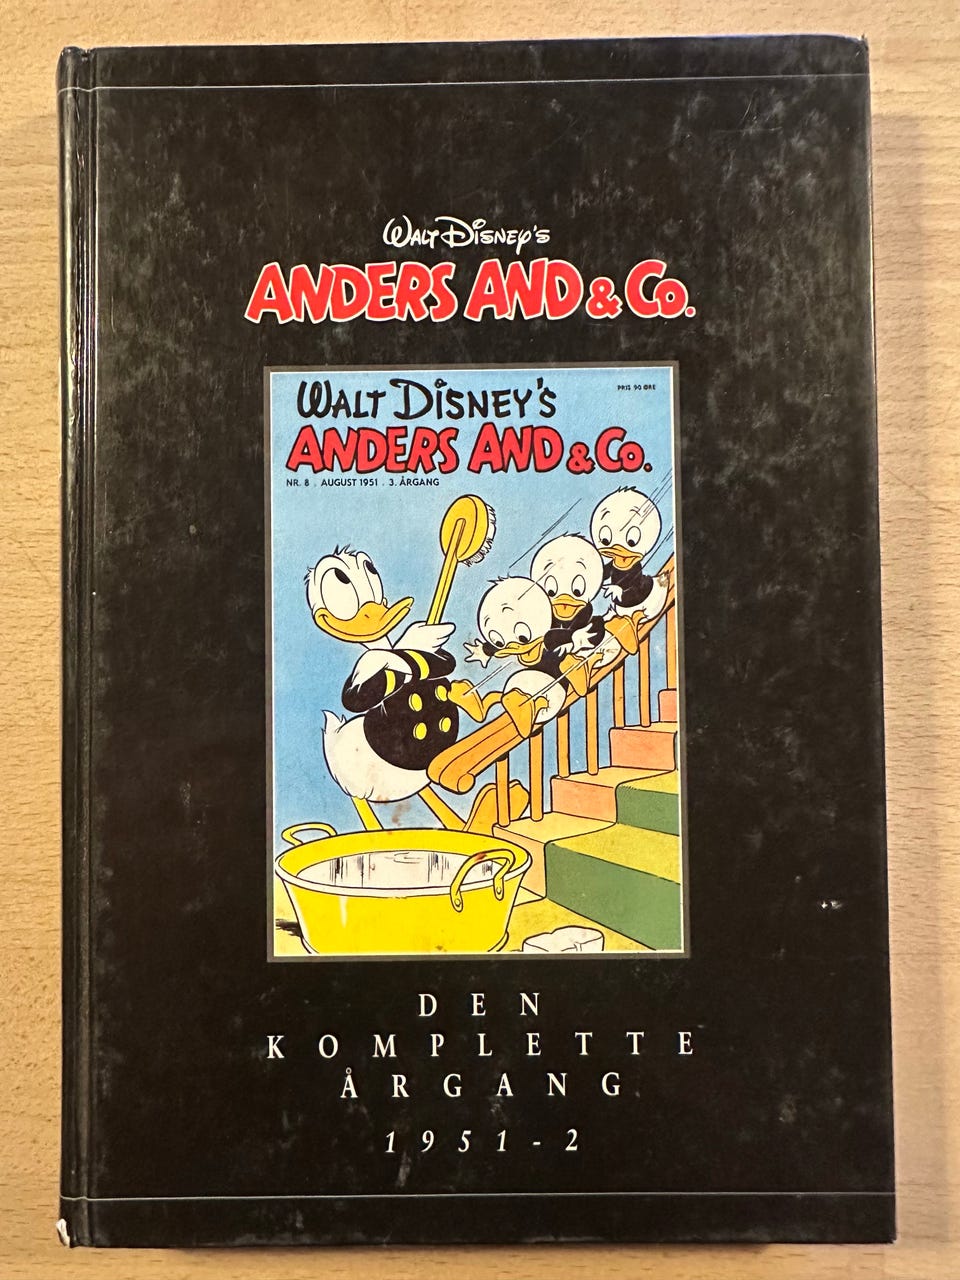 WALT DISNEY'S
ANDERS AND & Co.
WALT DISNEY'S
PRIS 90 ØRE
ANDERS AND & Co.
NR. 8 . AUGUST 1951 . 3. ÅRGANG
DEN
KOMPLETTE
ÅRGANG
1951-2